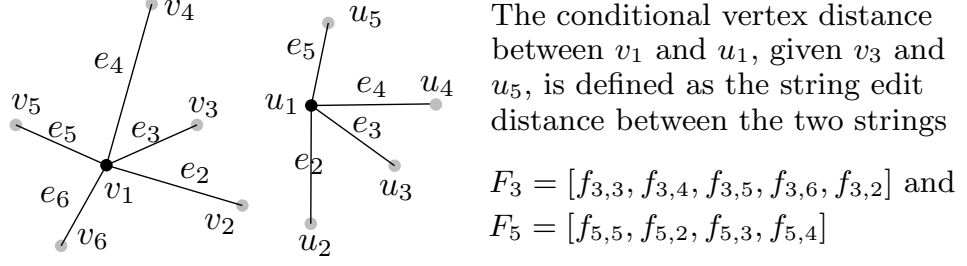 v₄
e₄
v₅
v₃
e₅
e₃
e₂
v₁
e₆
v₂
v₆
u₅
e₅
u₁
e₄
u₄
e₃
e₂
u₃
u₂
The conditional vertex distance
between v₁ and u₁, given v₃ and
u₅, is defined as the string edit
distance between the two strings
F₃ = [f₃,₃, f₃,₄, f₃,₅, f₃,₆, f₃,₂] and
F₅ = [f₅,₅, f₅,₂, f₅,₃, f₅,₄]